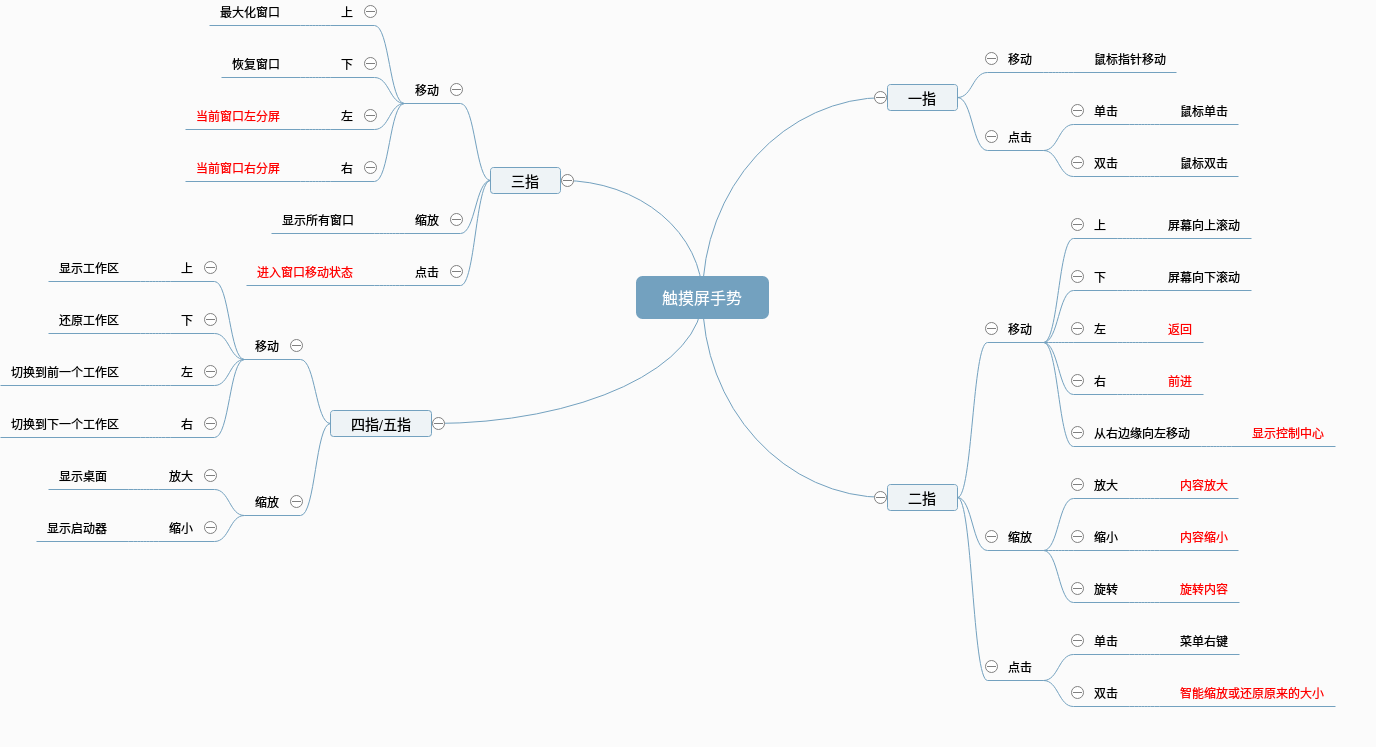 触摸屏手势
一指
移动
鼠标指针移动
点击
单击
鼠标单击
双击
鼠标双击
二指
移动
上
屏幕向上滚动
下
屏幕向下滚动
左
返回
右
前进
从右边缘向左移动
显示控制中心
缩放
放大
内容放大
缩小
内容缩小
旋转
旋转内容
点击
单击
菜单右键
双击
智能缩放或还原原来的大小
三指
移动
上
最大化窗口
下
恢复窗口
左
当前窗口左分屏
右
当前窗口右分屏
缩放
显示所有窗口
点击
进入窗口移动状态
四指/五指
移动
上
显示工作区
下
还原工作区
左
切换到前一个工作区
右
切换到下一个工作区
缩放
放大
显示桌面
缩小
显示启动器